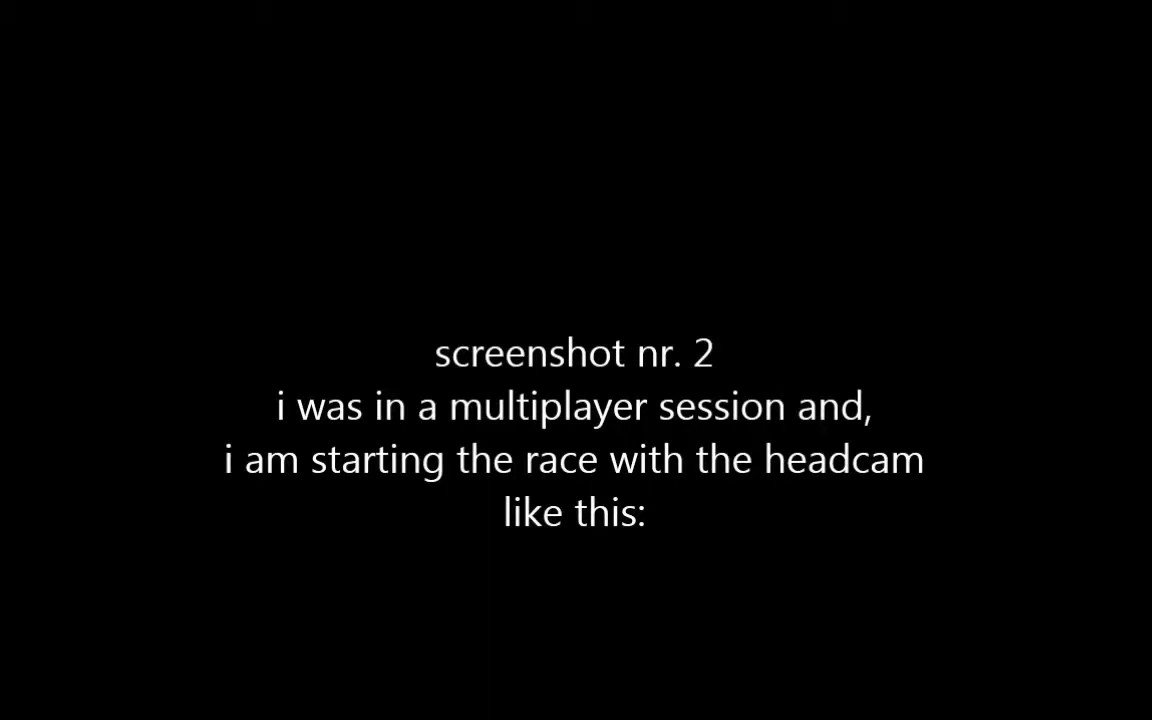 screenshot nr. 2
i was in a multiplayer session and,
i am starting the race with the headcam
like this: